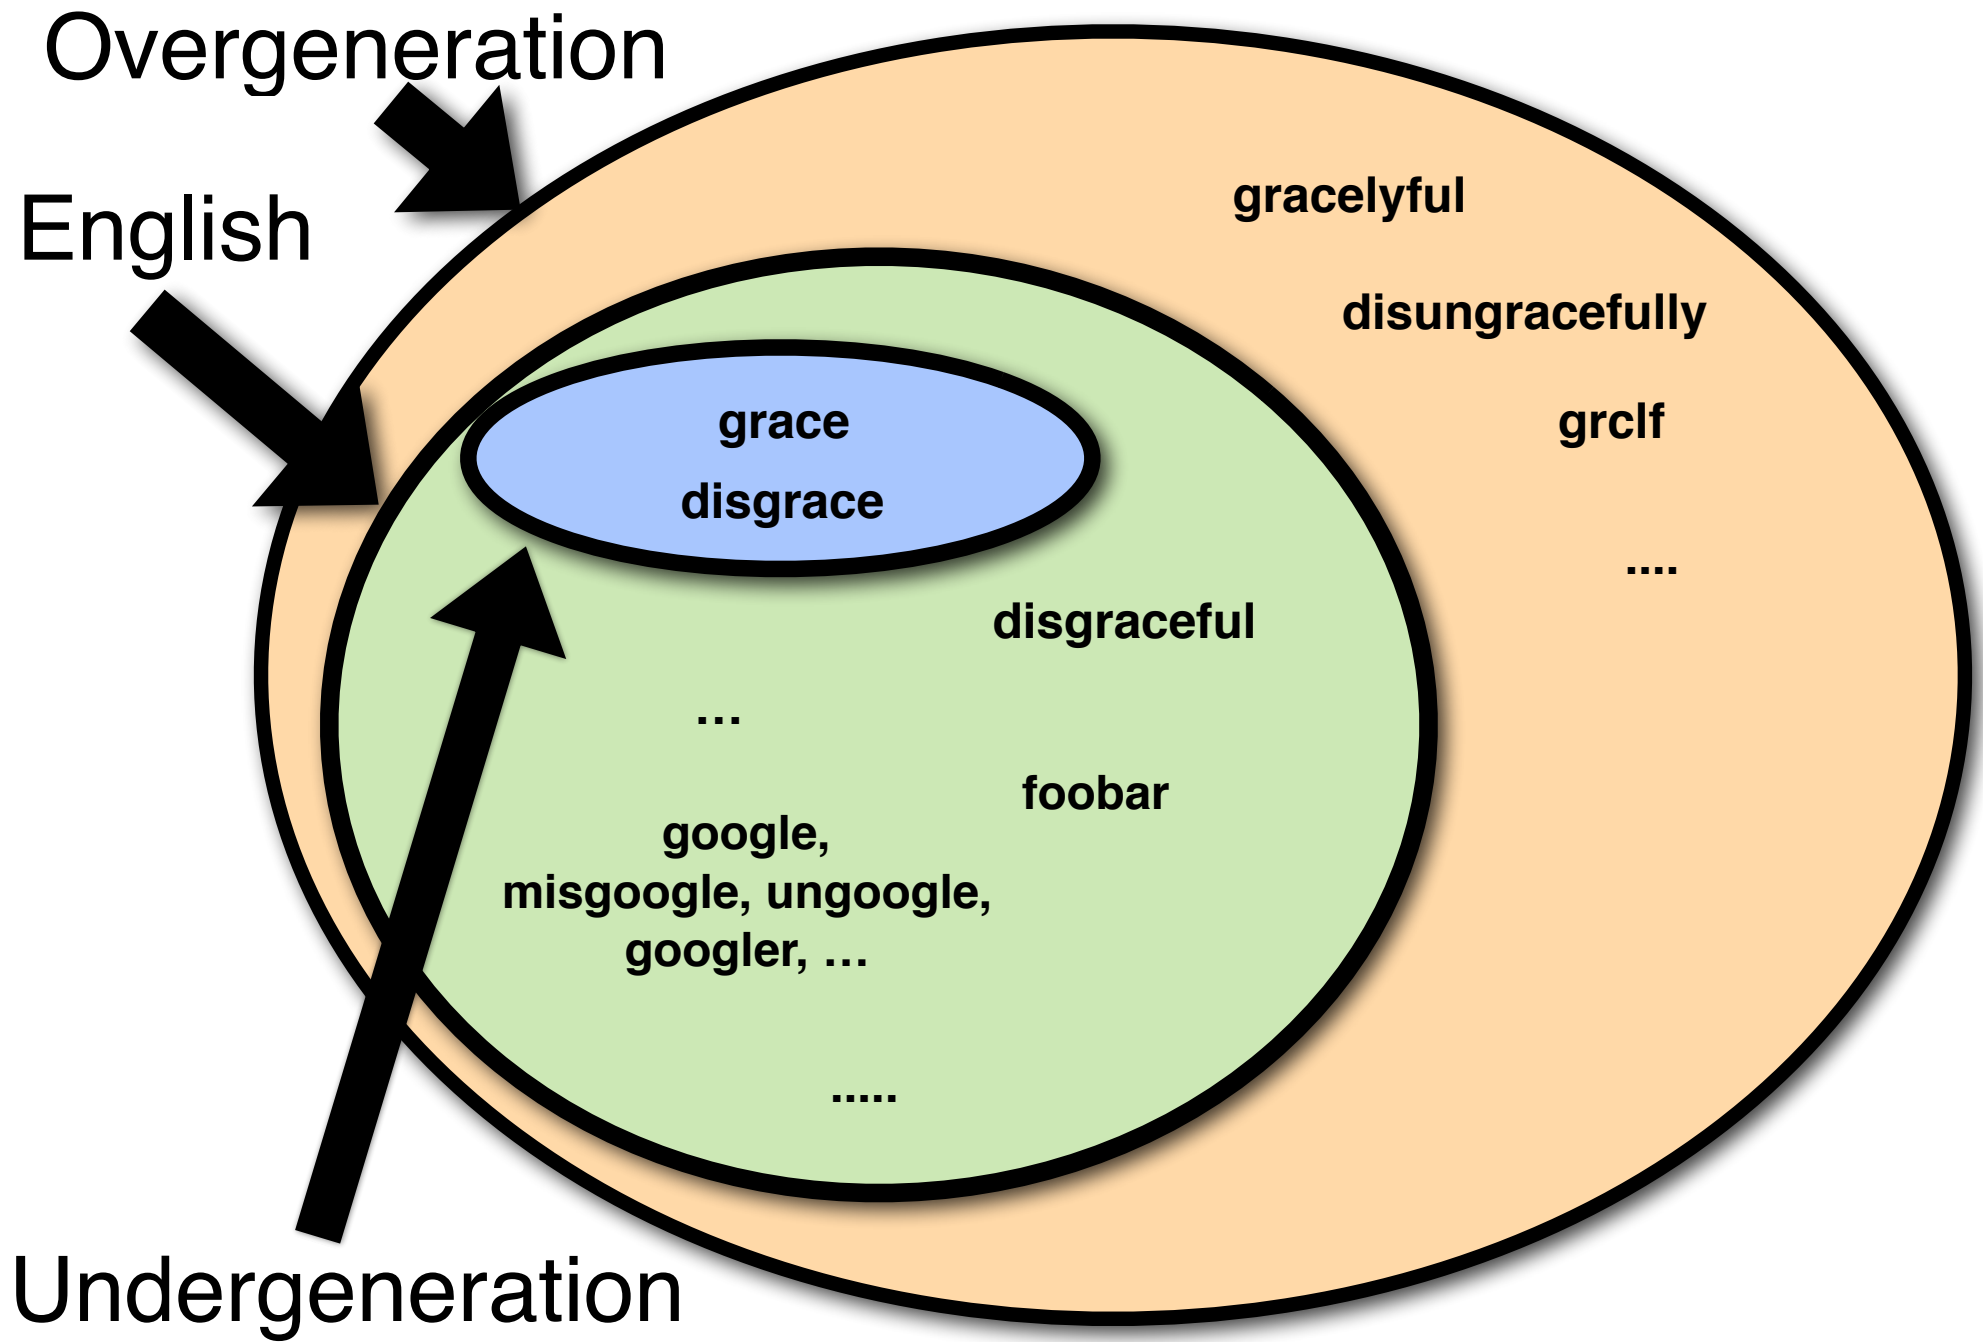 Overgeneration
English
gracelyful
disungracefully
grclf
....
grace
disgrace
disgraceful
…
foobar
google,
misgoogle, ungoogle,
googler, …
.....
Undergeneration